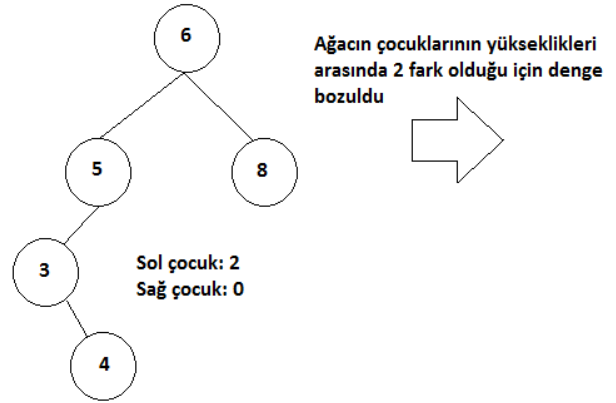 6
Ağacın çocuklarının yükseklikleri
arasında 2 fark olduğu için denge
bozuldu
5
8
3
Sol çocuk: 2
Sağ çocuk: 0
4